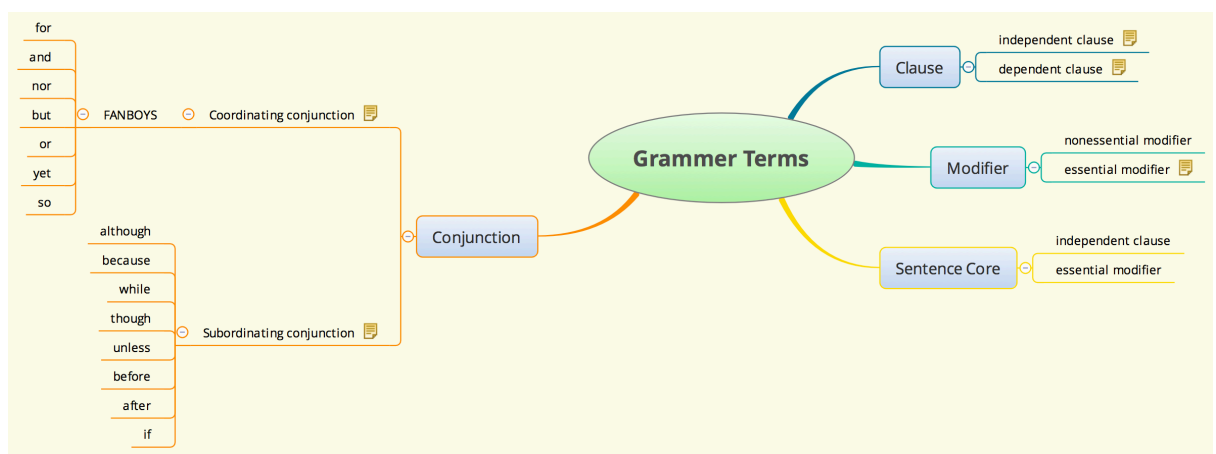 Grammer Terms
Clause
independent clause
dependent clause
Modifier
nonessential modifier
essential modifier
Sentence Core
independent clause
essential modifier
Conjunction
Coordinating conjunction
FANBOYS
for
and
nor
but
or
yet
so
Subordinating conjunction
although
because
while
though
unless
before
after
if